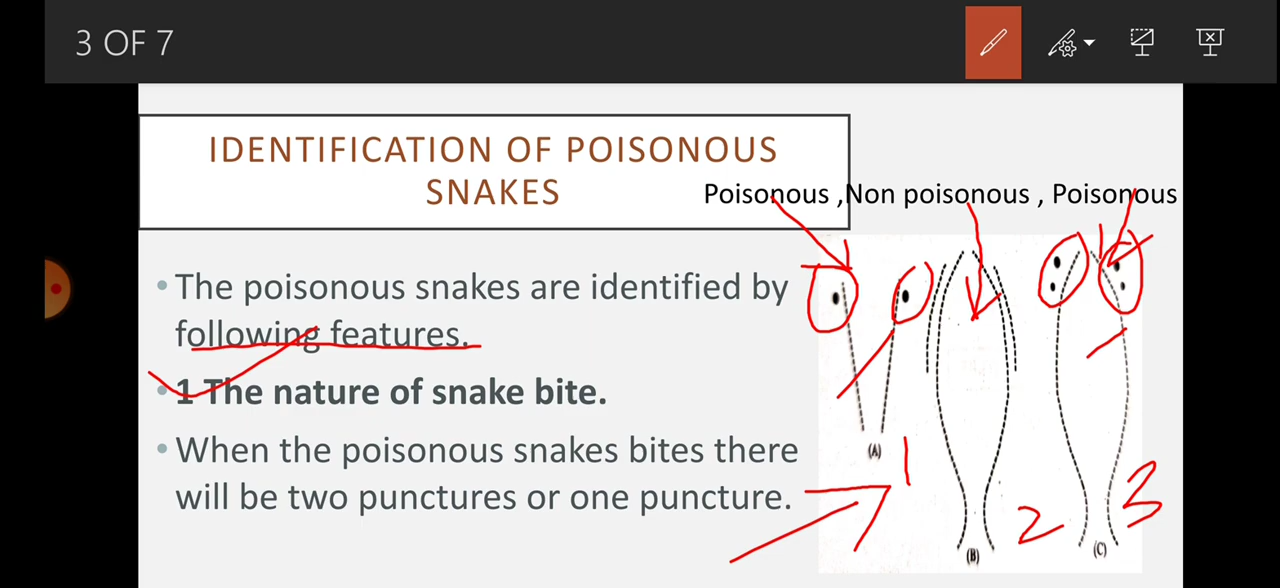 3 OF 7
IDENTIFICATION OF POISONOUS
SNAKES
Poisonous ,Non poisonous , Poisonous
• The poisonous snakes are identified by
following features.
• 1 The nature of snake bite.
• When the poisonous snakes bites there
will be two punctures or one puncture.
(A)
1
(B)
2
(C)
3